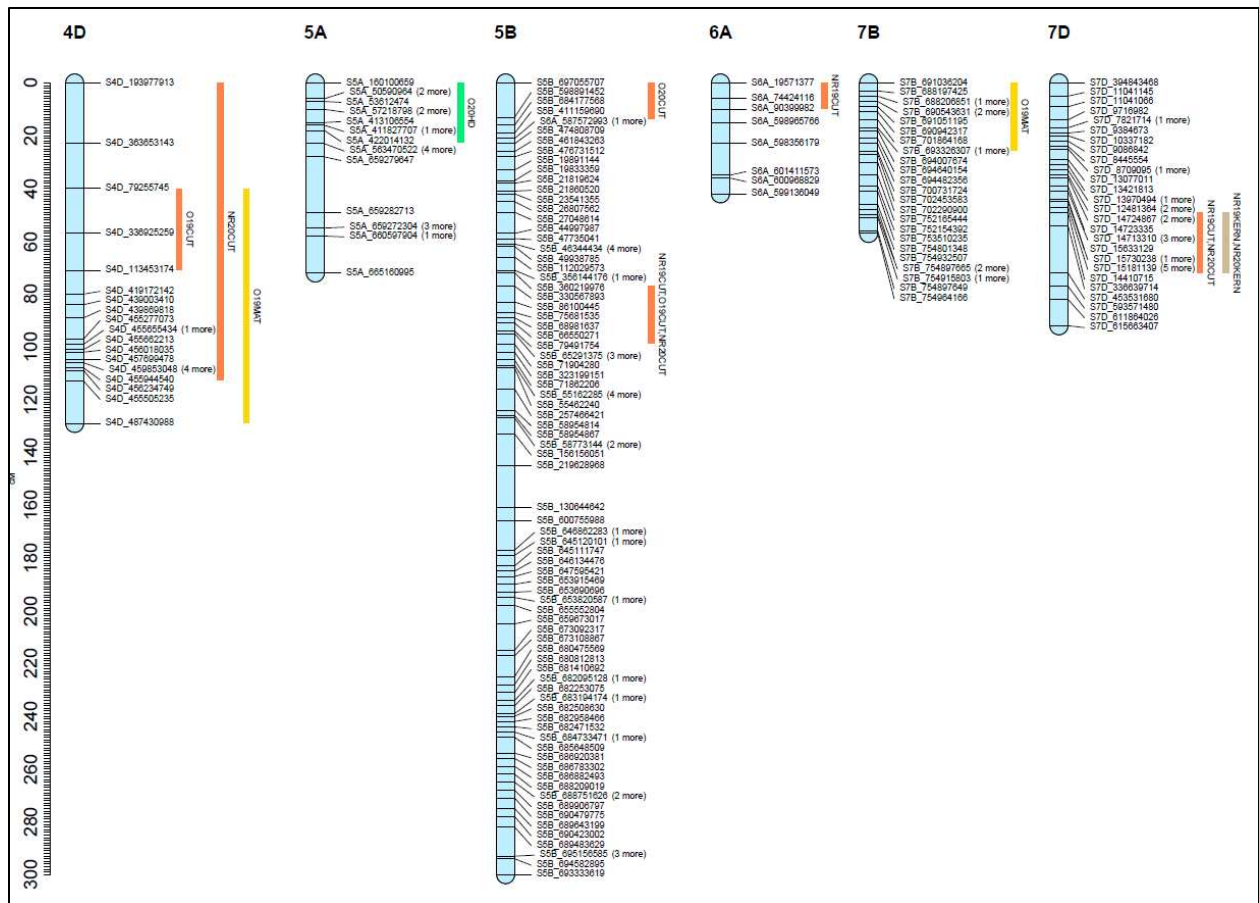 4D
5A
5B
6A
7B
7D
0
20
40
60
80
100
120
140
160
180
200
220
240
260
280
300
S4D_193977913
S4D_363653143
S4D_79255745
S4D_336925259
S4D_113453174
S4D_419172142
S4D_439003410
S4D_439869818
S4D_455277073
S4D_455655434 (1 more)
S4D_455662213
S4D_456018035
S4D_457699478
S4D_459853048 (4 more)
S4D_455944540
S4D_456234749
S4D_455505235
S4D_487430988
O19CUT
NR20CUT
O19MAT
S5A_160100659
S5A_50590964 (2 more)
S5A_53612474
S5A_57218798 (2 more)
S5A_413106554
S5A_411827707 (1 more)
S5A_422014132
S5A_563470522 (4 more)
S5A_659279647
S5A_659282713
S5A_659272304 (3 more)
S5A_660597904 (1 more)
S5A_665160995
O20HD
S5B_697055707
S5B_598891452
S5B_684177568
S5B_411159690
S5B_587572993 (1 more)
S5B_474808709
S5B_461843263
S5B_476731512
S5B_19891144
S5B_19833359
S5B_21819624
S5B_21860520
S5B_23541355
S5B_26807562
S5B_27048614
S5B_44997987
S5B_47735041
S5B_46344434 (4 more)
S5B_49938785
S5B_112029573
S5B_356144176 (1 more)
S5B_360219976
S5B_330567893
S5B_86100445
S5B_75681535
S5B_68981637
S5B_66550271
S5B_79491754
S5B_65291375 (3 more)
S5B_71904280
S5B_323199151
S5B_71862206
S5B_55162285 (4 more)
S5B_55462240
S5B_257466421
S5B_58954814
S5B_58954867
S5B_58773144 (2 more)
S5B_156156051
S5B_219628968
S5B_130644642
S5B_600755988
S5B_646862283 (1 more)
S5B_645120101 (1 more)
S5B_645111747
S5B_646134476
S5B_647595421
S5B_653915469
S5B_653690696
S5B_653820587 (1 more)
S5B_655552804
S5B_659673017
S5B_673092317
S5B_673108867
S5B_680475569
S5B_680812813
S5B_681410692
S5B_682095128 (1 more)
S5B_682253075
S5B_683194174 (1 more)
S5B_682508630
S5B_682958466
S5B_682471532
S5B_684733471 (1 more)
S5B_685648509
S5B_686920381
S5B_686783302
S5B_686882493
S5B_688209019
S5B_688751626 (2 more)
S5B_689906797
S5B_690479775
S5B_689643199
S5B_690423002
S5B_689483629
S5B_695156585 (3 more)
S5B_694582895
S5B_693333619
O20CUT
NR19CUT,O19CUT,NR20CUT
S6A_19571377
S6A_74424116
S6A_90399982
S6A_598965766
S6A_598356179
S6A_601411573
S6A_600968829
S6A_599136049
NR19CUT
S7B_691036204
S7B_688197425
S7B_688206851 (1 more)
S7B_690543631 (2 more)
S7B_691051195
S7B_690942317
S7B_701864168
S7B_693326307 (1 more)
S7B_694007674
S7B_694640154
S7B_694482356
S7B_700731724
S7B_702453583
S7B_702290900
S7B_752165444
S7B_752154392
S7B_753510235
S7B_754801348
S7B_754932507
S7B_754897665 (2 more)
S7B_754915803 (1 more)
S7B_754897649
S7B_754964166
O19MAT
S7D_394843468
S7D_11041145
S7D_11041066
S7D_9716982
S7D_7821714 (1 more)
S7D_9384673
S7D_10337182
S7D_9086842
S7D_8445554
S7D_8709095 (1 more)
S7D_13077011
S7D_13421813
S7D_13970494 (1 more)
S7D_12481364 (2 more)
S7D_14724867 (2 more)
S7D_14723335
S7D_14713310 (3 more)
S7D_15633129
S7D_15730238 (1 more)
S7D_15181139 (5 more)
S7D_14410715
S7D_336639714
S7D_453531680
S7D_593571480
S7D_611864026
S7D_615663407
NR19CUT,NR20CUT
NR19KERN,NR20KERN